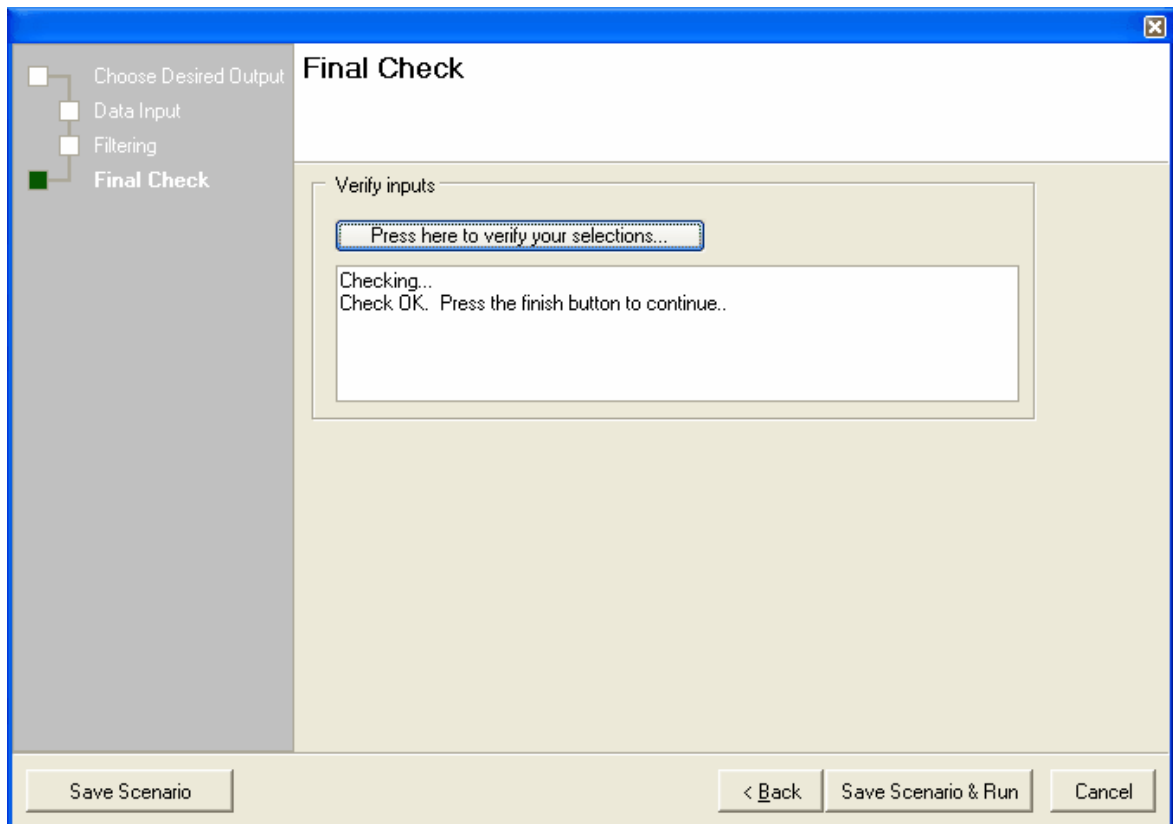 Choose Desired Output
Data Input
Filtering
Final Check
Final Check
Verify inputs
Press here to verify your selections...
Checking...
Check OK.  Press the finish button to continue..
Save Scenario
< Back
Save Scenario & Run
Cancel